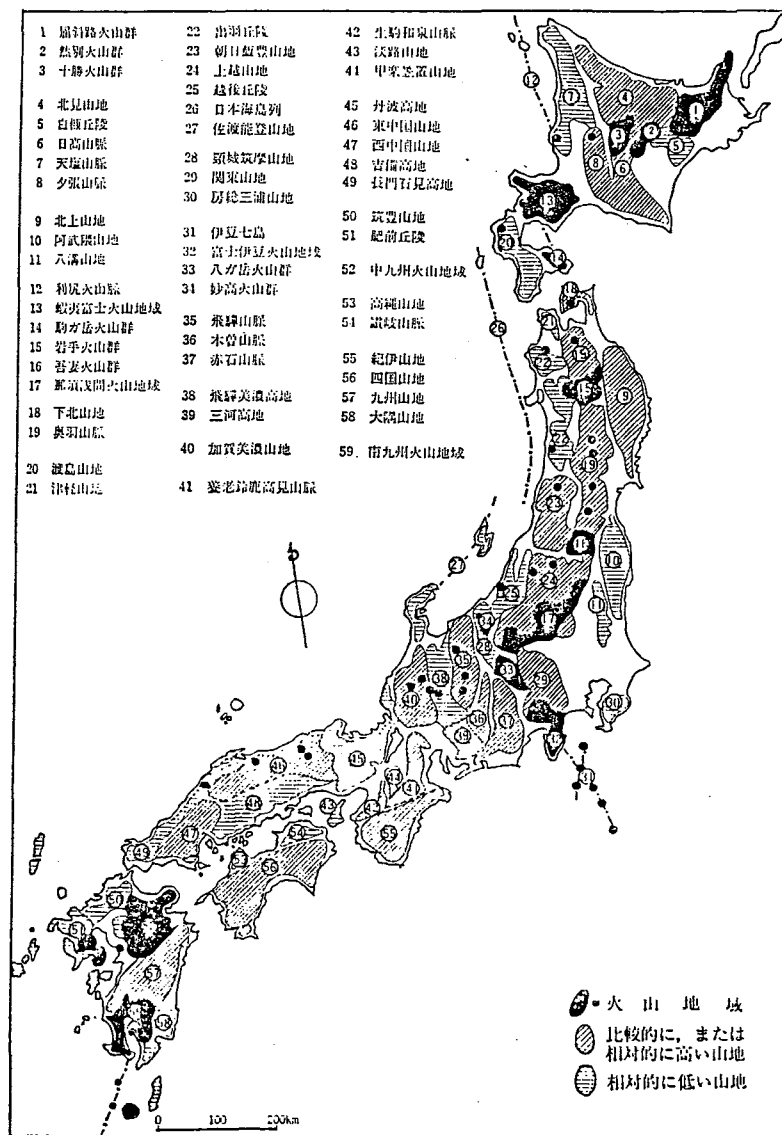 1 屈斜路火山群
2 然別火山群
3 十勝火山群
4 北見山地
5 白糠丘陵
6 日高山脈
7 天塩山脈
8 夕張山脈
9 北上山地
10 阿武隈山地
11 八溝山地
12 利尻火山脈
13 蝦夷富士火山地域
14 駒ガ岳火山群
15 岩手火山群
16 吾妻火山群
17 那須浅間火山地域
18 下北山地
19 奥羽山脈
20 渡島山地
21 津軽山地
22 出羽丘陵
23 朝日飯豊山地
24 上越山地
25 越後丘陵
26 日本海島列
27 佐渡能登山地
28 頸城筑摩山地
29 関東山地
30 房総三浦山地
31 伊豆七島
32 富士伊豆火山地域
33 八ガ岳火山群
34 妙高火山群
35 飛騨山脈
36 木曽山脈
37 赤石山脈
38 飛騨美濃高地
39 三河高地
40 加賀美濃山地
41 養老鈴鹿高見山脈
42 生駒和泉山脈
43 淡路山地
44 甲楽笠置山地
45 丹波高地
46 東中国山地
47 西中国山地
48 吉備高地
49 長門石見高地
50 筑豊山地
51 肥前丘陵
52 中九州火山地域
53 高縄山地
54 讃岐山脈
55 紀伊山地
56 四国山地
57 九州山地
58 大隅山地
59. 南九州火山地域
火山地域
比較的に，または
相対的に高い山地
相対的に低い山地
0 100 200km